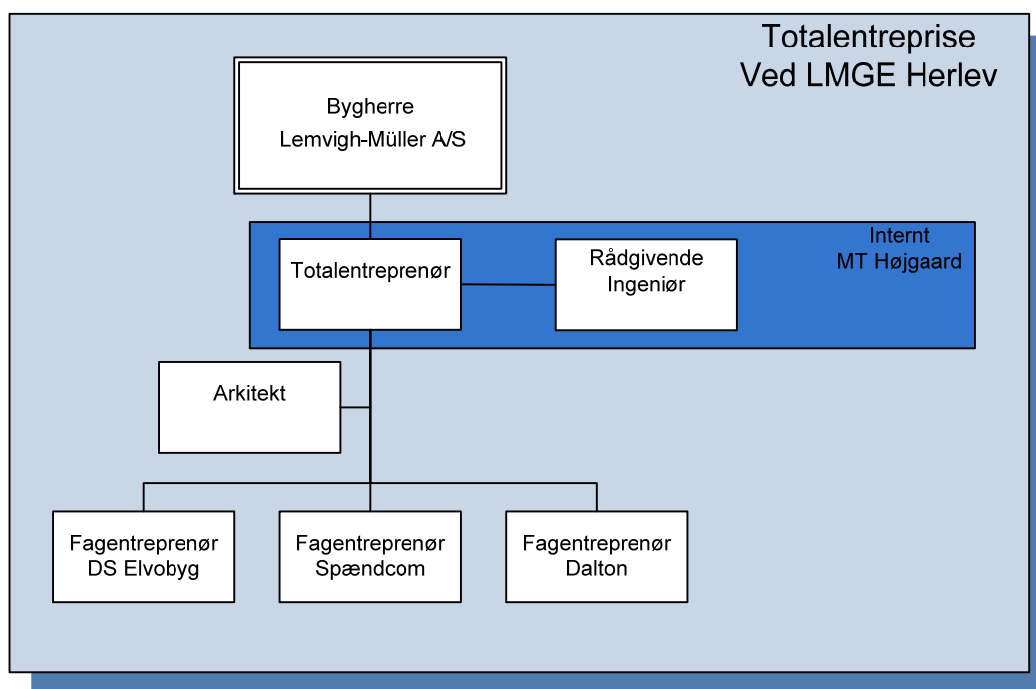 Totalentreprise
Ved LMGE Herlev
Bygherre
Lemvigh-Müller A/S
Internt
MT Højgaard
Totalentreprenør
Rådgivende
Ingeniør
Arkitekt
Fagentreprenør
DS Elvobyg
Fagentreprenør
Spændcom
Fagentreprenør
Dalton